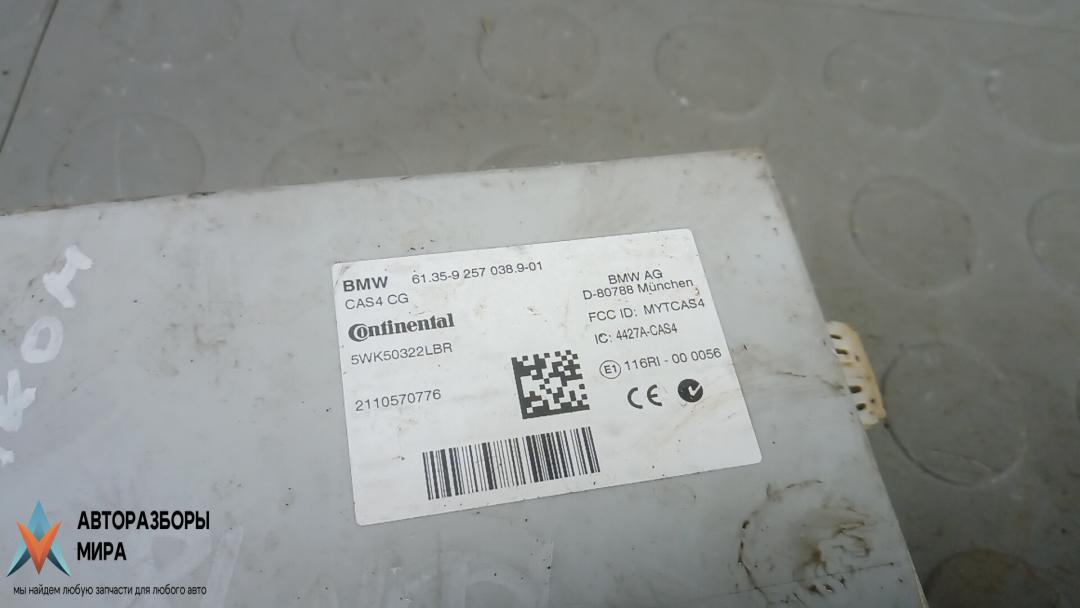 BMW 61.35-9 257 038.9-01
CAS4 CG
Continental
5WK50322LBR
2110570776
BMW AG
D-80788 München
FCC ID: MYTCAS4
IC: 4427A-CAS4
E1 116RI - 00 0056
CE
АВТОРАЗБОРЫ
МИРА
мы найдем любую запчасти для любого авто